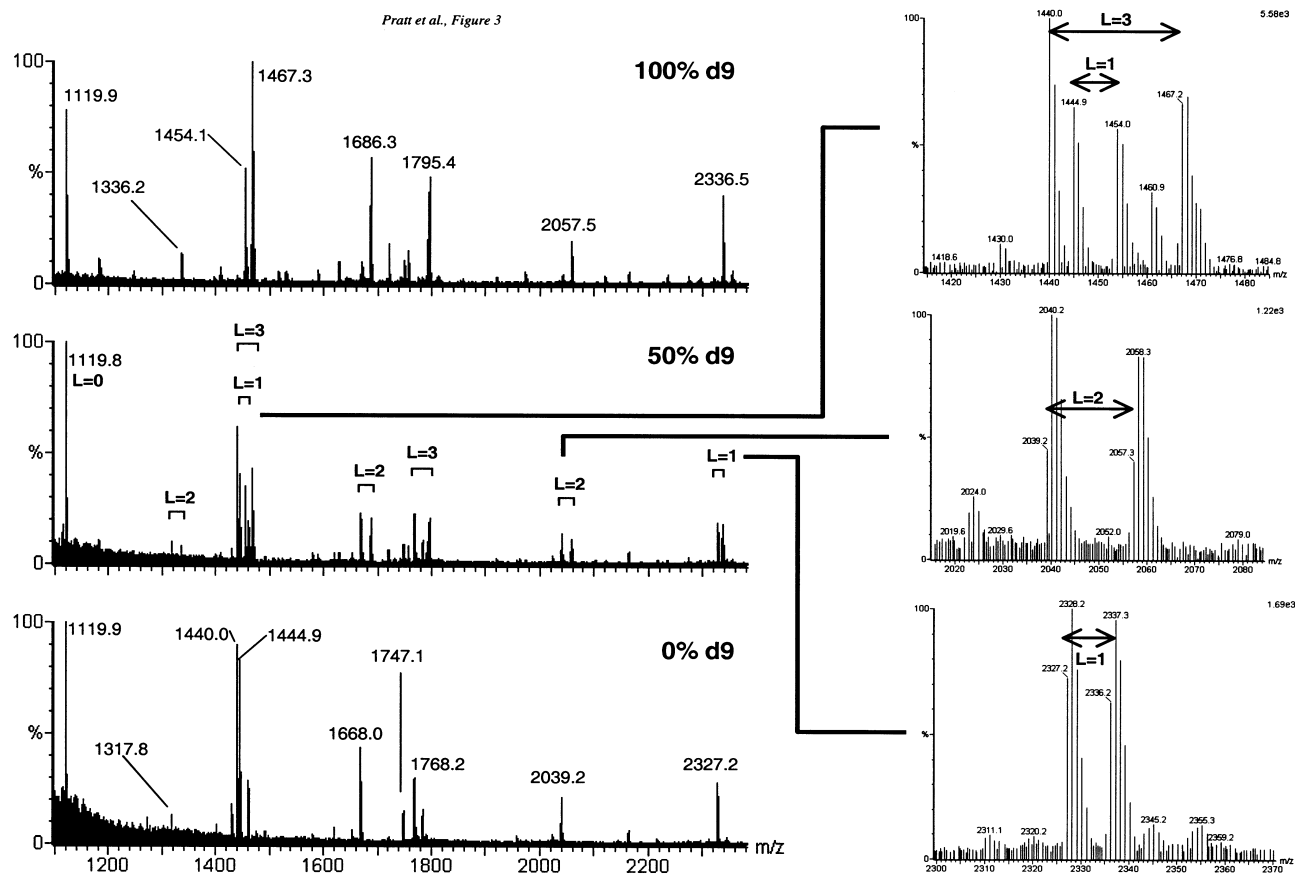 Pratt et al., Figure 3
100% d9
100
%
0
1119.9
1336.2
1454.1
1467.3
1686.3
1795.4
2057.5
2336.5
50% d9
100
%
0
1119.8
L=0
L=2
L=3
L=1
L=2
L=3
L=2
L=1
0% d9
100
%
0
1119.9
1317.8
1440.0
1444.9
1668.0
1747.1
1768.2
2039.2
2327.2
1200 1400 1600 1800 2000 2200 m/z
5.58e3
100
%
0
1440.0
L=3
L=1
1444.9
1454.0
1460.9
1467.2
1418.6
1430.0
1476.8
1484.8
1420 1430 1440 1450 1460 1470 1480 m/z
1.22e3
100
%
0
2040.2
2058.3
L=2
2039.2
2057.3
2024.0
2019.6
2029.6
2052.0
2079.0
2020 2030 2040 2050 2060 2070 2080 m/z
1.69e3
100
%
0
2328.2
2337.3
L=1
2327.2
2336.2
2311.1
2320.2
2345.2
2355.3
2359.2
2300 2310 2320 2330 2340 2350 2360 2370 m/z